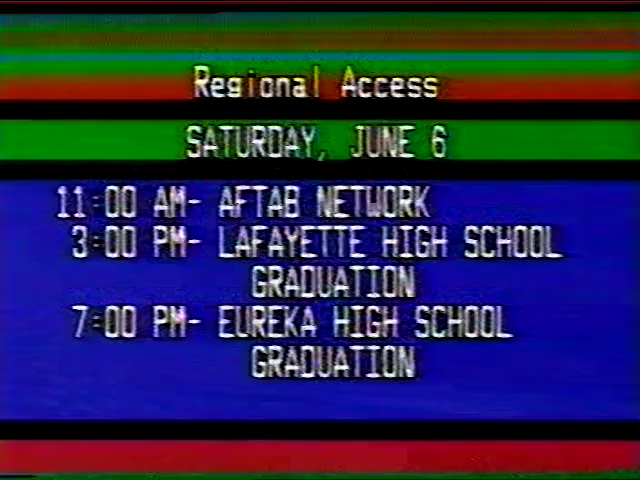 Regional Access
SATURDAY, JUNE 6
11:00 AM- AFTAB NETWORK
3:00 PM- LAFAYETTE HIGH SCHOOL
GRADUATION
7:00 PM- EUREKA HIGH SCHOOL
GRADUATION